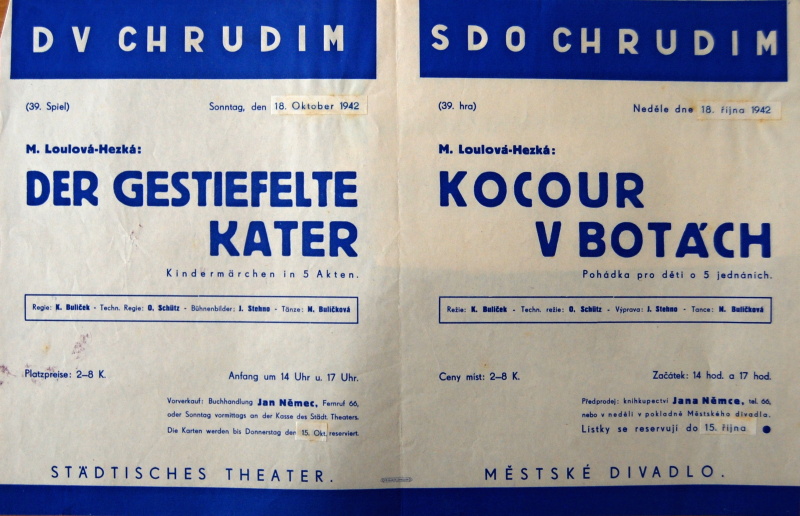 DV CHRUDIM
(39. Spiel) Sonntag, den 18. Oktober 1942
M. Loulová-Hezká:
DER GESTIEFELTE
KATER
Kindermärchen in 5 Akten.
Regie: K. Bulíček - Techn. Regie: O. Schütz - Bühnenbilder: J. Stehno - Tänze: M. Bulíčková
Platzpreise: 2–8 K. Anfang um 14 Uhr u. 17 Uhr.
Vorverkauf: Buchhandlung Jan Němec, Fernruf 66,
oder Sonntag vormittags an der Kasse des Städt. Theaters.
Die Karten werden bis Donnerstag den 15. Okt. reserviert.
STÄDTISCHES THEATER.
SDO CHRUDIM
(39. hra) Neděle dne 18. října 1942
M. Loulová-Hezká:
KOCOUR
V BOTÁCH
Pohádka pro děti o 5 jednáních.
Režie: K. Bulíček - Techn. režie: O. Schütz - Výprava: J. Stehno - Tance: M. Bulíčková
Ceny míst: 2–8 K. Začátek: 14 hod. a 17 hod.
Předprodej: knihkupectví Jana Němce, tel. 66,
nebo v neděli v pokladně Městského divadla.
Lístky se reservují do 15. října
MĚSTSKÉ DIVADLO.